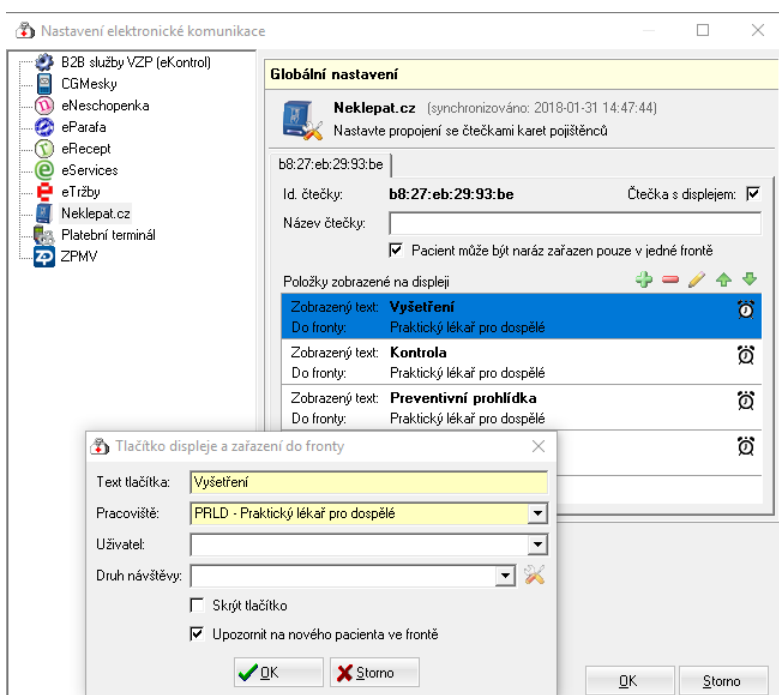 Nastavení elektronické komunikace
B2B služby VZP (eKontrol)
CGMesky
eNeschopenka
eParafa
eRecept
eServices
eTržby
Neklepat.cz
Platební terminál
ZPMV
Globální nastavení
Neklepat.cz (synchronizováno: 2018-01-31 14:47:44)
Nastavte propojení se čtečkami karet pojištěnců
b8:27:eb:29:93:be
Id. čtečky: b8:27:eb:29:93:be Čtečka s displejem:
Název čtečky:
Pacient může být naráz zařazen pouze v jedné frontě
Položky zobrazené na displeji
Zobrazený text: Vyšetření
Do fronty: Praktický lékař pro dospělé
Zobrazený text: Kontrola
Do fronty: Praktický lékař pro dospělé
Zobrazený text: Preventivní prohlídka
Do fronty: Praktický lékař pro dospělé
Tlačítko displeje a zařazení do fronty
Text tlačítka: Vyšetření
Pracoviště: PRLD - Praktický lékař pro dospělé
Uživatel:
Druh návštěvy:
Skrýt tlačítko
Upozornit na nového pacienta ve frontě
OK Storno
OK Storno